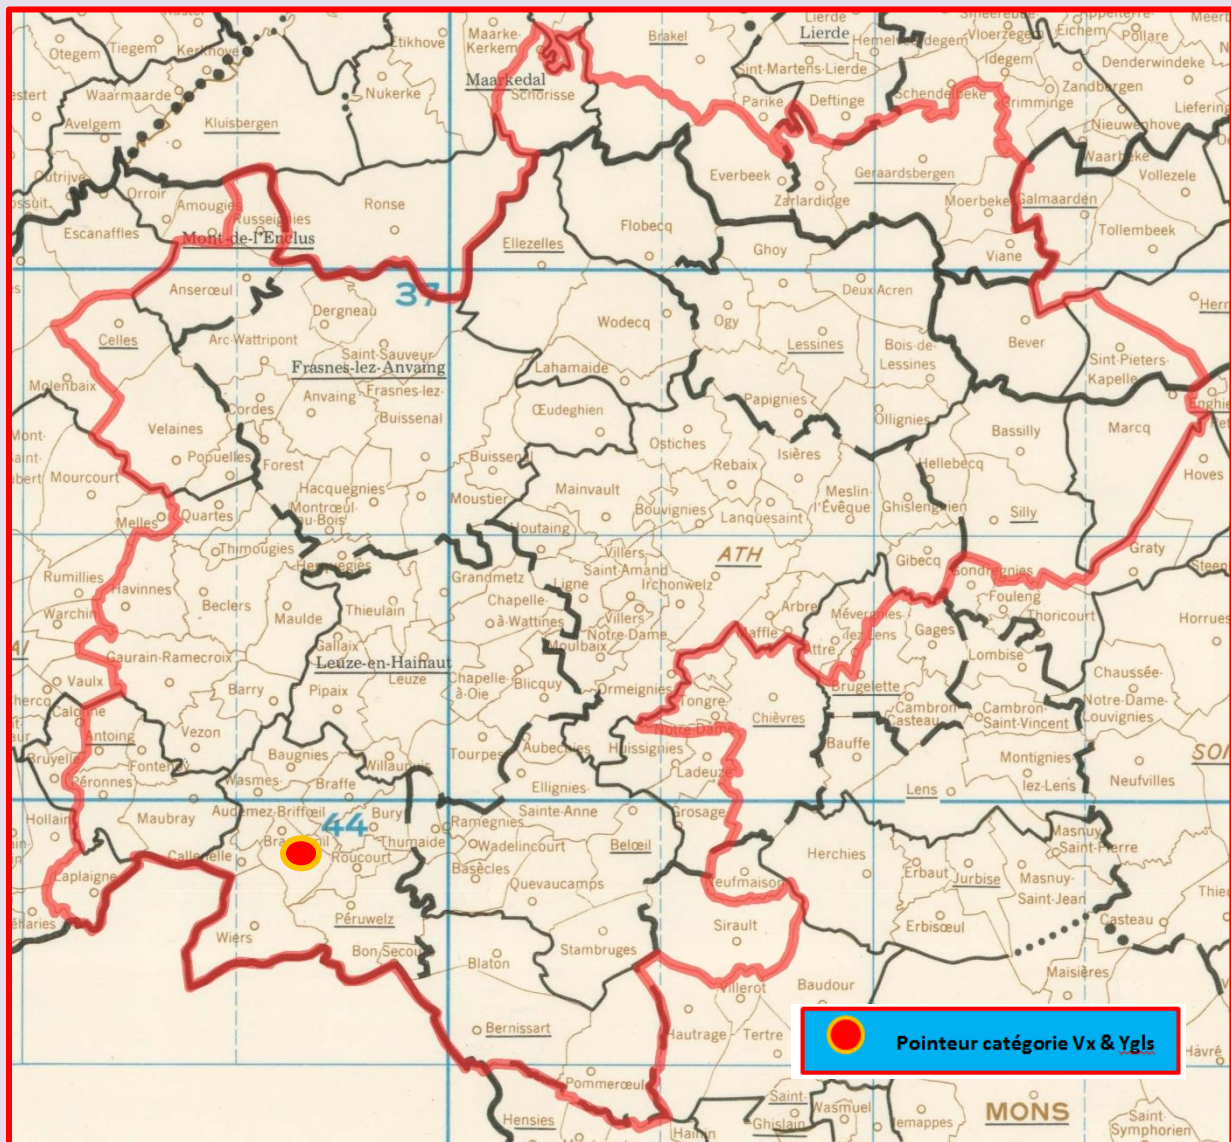 Kuster
Maarke-
Kerkem
Brakel
Lierde
Lierde
Smeerebbe
Vloerzegem
Eichem
Appelterre
Pollare
Otegem
Tiegem
Kerkhove
Etikhove
Hemelveerdegem
Idegem
Denderwindeke
Waarmaarde
Nukerke
Maarkedal
Schorisse
Sint-Martens-Lierde
Parike
Deftinge
Schendelbeke
Grimminge
Zandbergen
Avelgem
Kluisbergen
Nieuwenhove
Waarbeke
Outrijve
Orroir
Everbeek
Geraardsbergen
Vollezele
Amougies
Ronse
Zarlardinge
Moerbeke
Galmaarden
Escanaffles
Russeignies
Mont-de-l'Enclus
Ellezelles
Flobecq
Ghoy
Viane
Tollembeek
Anserœul
37
Deux-Acren
Dergneau
Wodecq
Ogy
Celles
Arc-Wattripont
Lessines
Bois-de-
Lessines
Bever
Sint-Pieters-
Kapelle
Saint-Sauveur
Frasnes-lez-Anvaing
Lahamaide
Molenbaix
Anvaing
Frasnes-lez-
Buissenal
Papignies
Cordes
Œudeghien
Ollignies
Velaines
Ostiches
Bassilly
Marcq
Popuelles
Forest
Buissenal
Rebaix
Isières
Hellebecq
Hoves
Mourcourt
Hacquegnies
Mainvault
Meslin-
l'Évêque
Moustier
Montrœul-
au-Bois
Bouvignies
Lanquesaint
Ghislenghien
Silly
Melles
Quartes
Houtaing
Thimougies
ATH
Gibecq
Graty
Herquegies
Villers
Saint-Amand
Gondregnies
Rumillies
Havinnes
Grandmetz
Ligne
Irchonwelz
Fouleng
Beclers
Thieulain
Chapelle-
à-Wattines
Villers-
Notre-Dame
Arbre
Mévergnies-
lez-Lens
Thoricourt
Horrues
Warchin
Maulde
Maffle
Attre
Gages
Gallaix
Moulbaix
Lombise
Gaurain-Ramecroix
Leuze-en-Hainaut
Leuze
Vaulx
Pipaix
Chapelle-
à-Oie
Blicquy
Ormeignies
Brugelette
Chaussée-
Notre-Dame-
Louvignies
Barry
Tongre-
Notre-Dame
Chièvres
Cambron-
Casteau
Cambron-
Saint-Vincent
Calonne
Antoing
Vezon
Tourpes
Aubechies
Huissignies
Bauffe
Bruyelle
Fontenoy
Baugnies
Willaupuis
Ladeuze
Montignies-
lez-Lens
Neufvilles
Péronnes
Wasmes
Braffe
Ellignies-
Sainte-Anne
Lens
Hollain
Maubray
Audemez-Briffœil
Bury
Grosage
44
Ramegnies
Masnuy-
Saint-Pierre
Callenelle
Roucourt
Thumaide
Wadelincourt
Belœil
Herchies
Laplaigne
Basècles
Neufmaison
Erbaut
Jurbise
Quevaucamps
Masnuy-
Saint-Jean
Péruwelz
Casteau
Wiers
Sirault
Erbisœul
Bon-Secours
Blaton
Stambruges
Maisières
Villerot
Baudour
Bernissart
Hautrage
Tertre
Pointeur catégorie Vx & Ygls
Havré
Pommerœul
Hensies
Hainin
Saint-
Ghislain
Wasmuel
Jemappes
MONS
Saint-
Symphorien